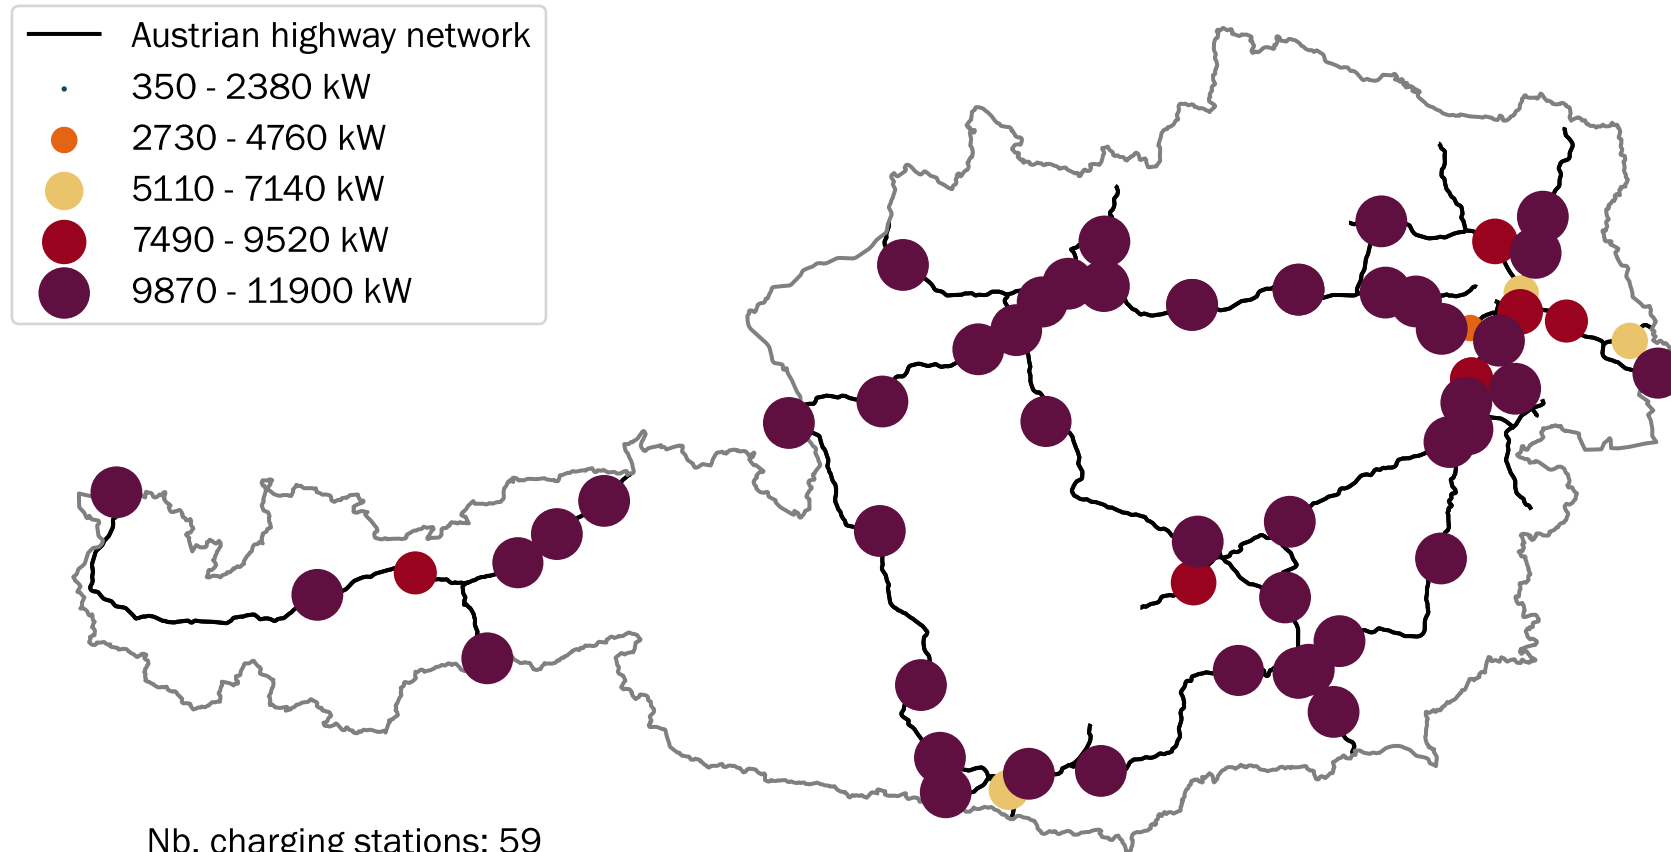 Austrian highway network
350 - 2380 kW
2730 - 4760 kW
5110 - 7140 kW
7490 - 9520 kW
9870 - 11900 kW
Nb. charging stations: 59